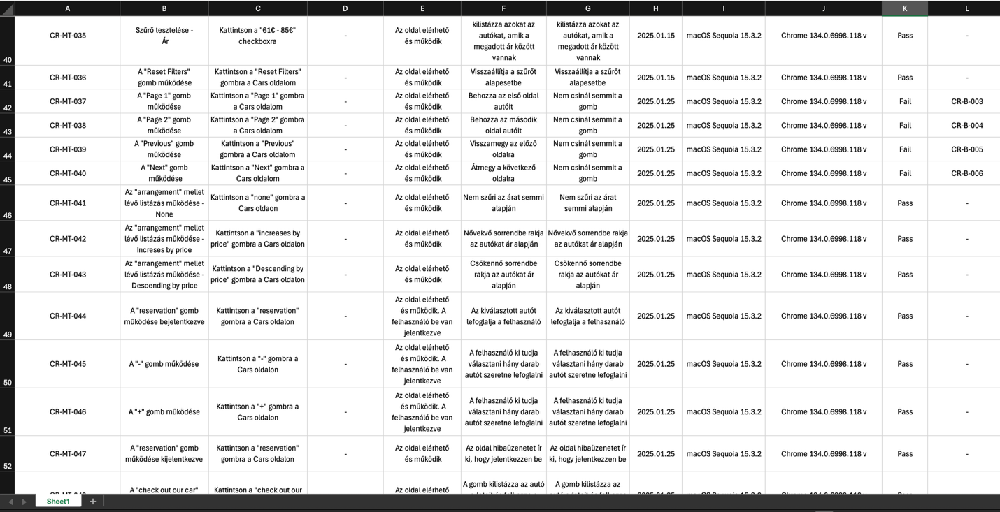 A B C D E F G H I J K L
40 CR-MT-035 Szűrő tesztelése - Ár Kattintson a "61€ - 85€" checkboxra - Az oldal elérhető és működik kilistázza azokat az autókat, amik a megadott ár között vannak kilistázza azokat az autókat, amik a megadott ár között vannak 2025.01.15 macOS Sequoia 15.3.2 Chrome 134.0.6998.118 v Pass -
41 CR-MT-036 A "Reset Filters" gomb működése Kattintson a "Reset Filters" gombra a Cars oldalom - Az oldal elérhető és működik Visszaállítja a szűrőt alapesetbe Visszaállítja a szűrőt alapesetbe 2025.01.15 macOS Sequoia 15.3.2 Chrome 134.0.6998.118 v Pass -
42 CR-MT-037 A "Page 1" gomb működése Kattintson a "Page 1" gombra a Cars oldalom - Az oldal elérhető és működik Behozza az első oldal autóit Nem csinál semmit a gomb 2025.01.25 macOS Sequoia 15.3.2 Chrome 134.0.6998.118 v Fail CR-B-003
43 CR-MT-038 A "Page 2" gomb működése Kattintson a "Page 2" gombra a Cars oldalom - Az oldal elérhető és működik Behozza az második oldal autóit Nem csinál semmit a gomb 2025.01.25 macOS Sequoia 15.3.2 Chrome 134.0.6998.118 v Fail CR-B-004
44 CR-MT-039 A "Previous" gomb működése Kattintson a "Previous" gombra a Cars oldalom - Az oldal elérhető és működik Visszamegy az előző oldalra Nem csinál semmit a gomb 2025.01.25 macOS Sequoia 15.3.2 Chrome 134.0.6998.118 v Fail CR-B-005
45 CR-MT-040 A "Next" gomb működése Kattintson a "Next" gombra a Cars oldalom - Az oldal elérhető és működik Átmegy a következő oldalra Nem csinál semmit a gomb 2025.01.25 macOS Sequoia 15.3.2 Chrome 134.0.6998.118 v Fail CR-B-006
46 CR-MT-041 Az "arrangement" mellet lévő listázás működése - None Kattintson a "none" gombra a Cars oldaon - Az oldal elérhető és működik Nem szűri az árat semmi alapján Nem szűri az árat semmi alapján 2025.01.25 macOS Sequoia 15.3.2 Chrome 134.0.6998.118 v Pass -
47 CR-MT-042 Az "arrangement" mellet lévő listázás működése - Increses by price Kattintson a "increases by price" gombra a Cars oldalon - Az oldal elérhető és működik Nővekvő sorrendbe rakja az autókat ár alapján Nővekvő sorrendbe rakja az autókat ár alapján 2025.01.25 macOS Sequoia 15.3.2 Chrome 134.0.6998.118 v Pass -
48 CR-MT-043 Az "arrangement" mellet lévő listázás működése - Descending by price Kattintson a "Descending by price" gombra a Cars oldalon - Az oldal elérhető és működik Csökennő sorrendbe rakja az autókat ár alapján Csökennő sorrendbe rakja az autókat ár alapján 2025.01.25 macOS Sequoia 15.3.2 Chrome 134.0.6998.118 v Pass -
49 CR-MT-044 A "reservation" gomb működése bejelentkezve Kattintson a "reservation" gombra a Cars oldalon - Az oldal elérhető és működik. A felhasználó be van jelentkezve Az kiválasztott autót lefoglalja a felhasználó Az kiválasztott autót lefoglalja a felhasználó 2025.01.25 macOS Sequoia 15.3.2 Chrome 134.0.6998.118 v Pass -
50 CR-MT-045 A "-" gomb működése Kattintson a "-" gombra a Cars oldalon - Az oldal elérhető és működik. A felhasználó be van jelentkezve A felhasználó ki tudja választani hány darab autót szeretne lefoglalni A felhasználó ki tudja választani hány darab autót szeretne lefoglalni 2025.01.25 macOS Sequoia 15.3.2 Chrome 134.0.6998.118 v Pass -
51 CR-MT-046 A "+" gomb működése Kattintson a "+" gombra a Cars oldalon - Az oldal elérhető és működik. A felhasználó be van jelentkezve A felhasználó ki tudja választani hány darab autót szeretne lefoglalni A felhasználó ki tudja választani hány darab autót szeretne lefoglalni 2025.01.25 macOS Sequoia 15.3.2 Chrome 134.0.6998.118 v Pass -
52 CR-MT-047 A "reservation" gomb működése kijelentkezve Kattintson a "reservation" gombra a Cars oldalon - Az oldal elérhető és működik Az oldal hibaüzenetet ír ki, hogy jelentkezzen be Az oldal hibaüzenetet ír ki, hogy jelentkezzen be 2025.01.25 macOS Sequoia 15.3.2 Chrome 134.0.6998.118 v Pass -
A "check out our car" Kattintson a "check out our Az oldal elérhető A gomb kilistázza az autó A gomb kilistázza az
Sheet1 +